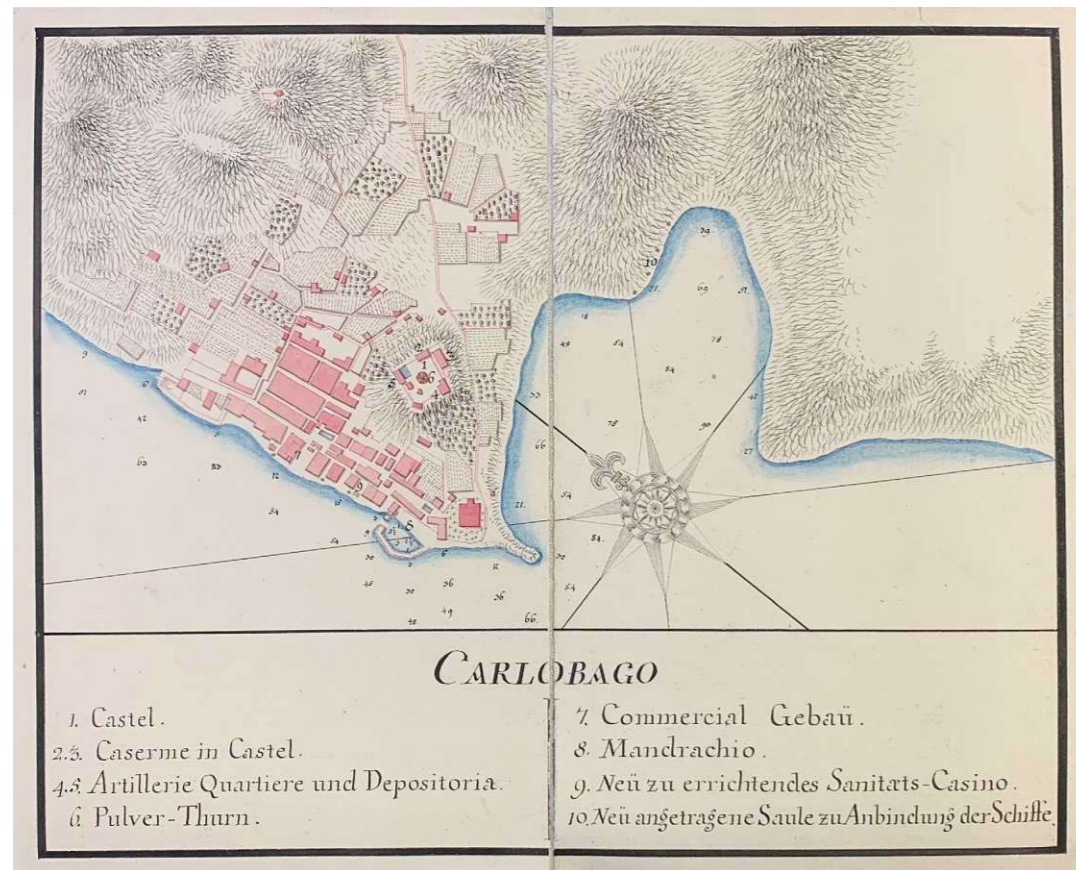 CARLOBAGO
1. Castel.
2.3. Caserme in Castel.
4.5. Artillerie Quartiere und Depositoria.
6. Pulver-Thurn.
7. Commercial Gebaü.
8. Mandrachio.
9. Neü zu errichtendes Sanitæts-Casino.
10. Neü angetragene Saule zu Anbindung der Schiffe.